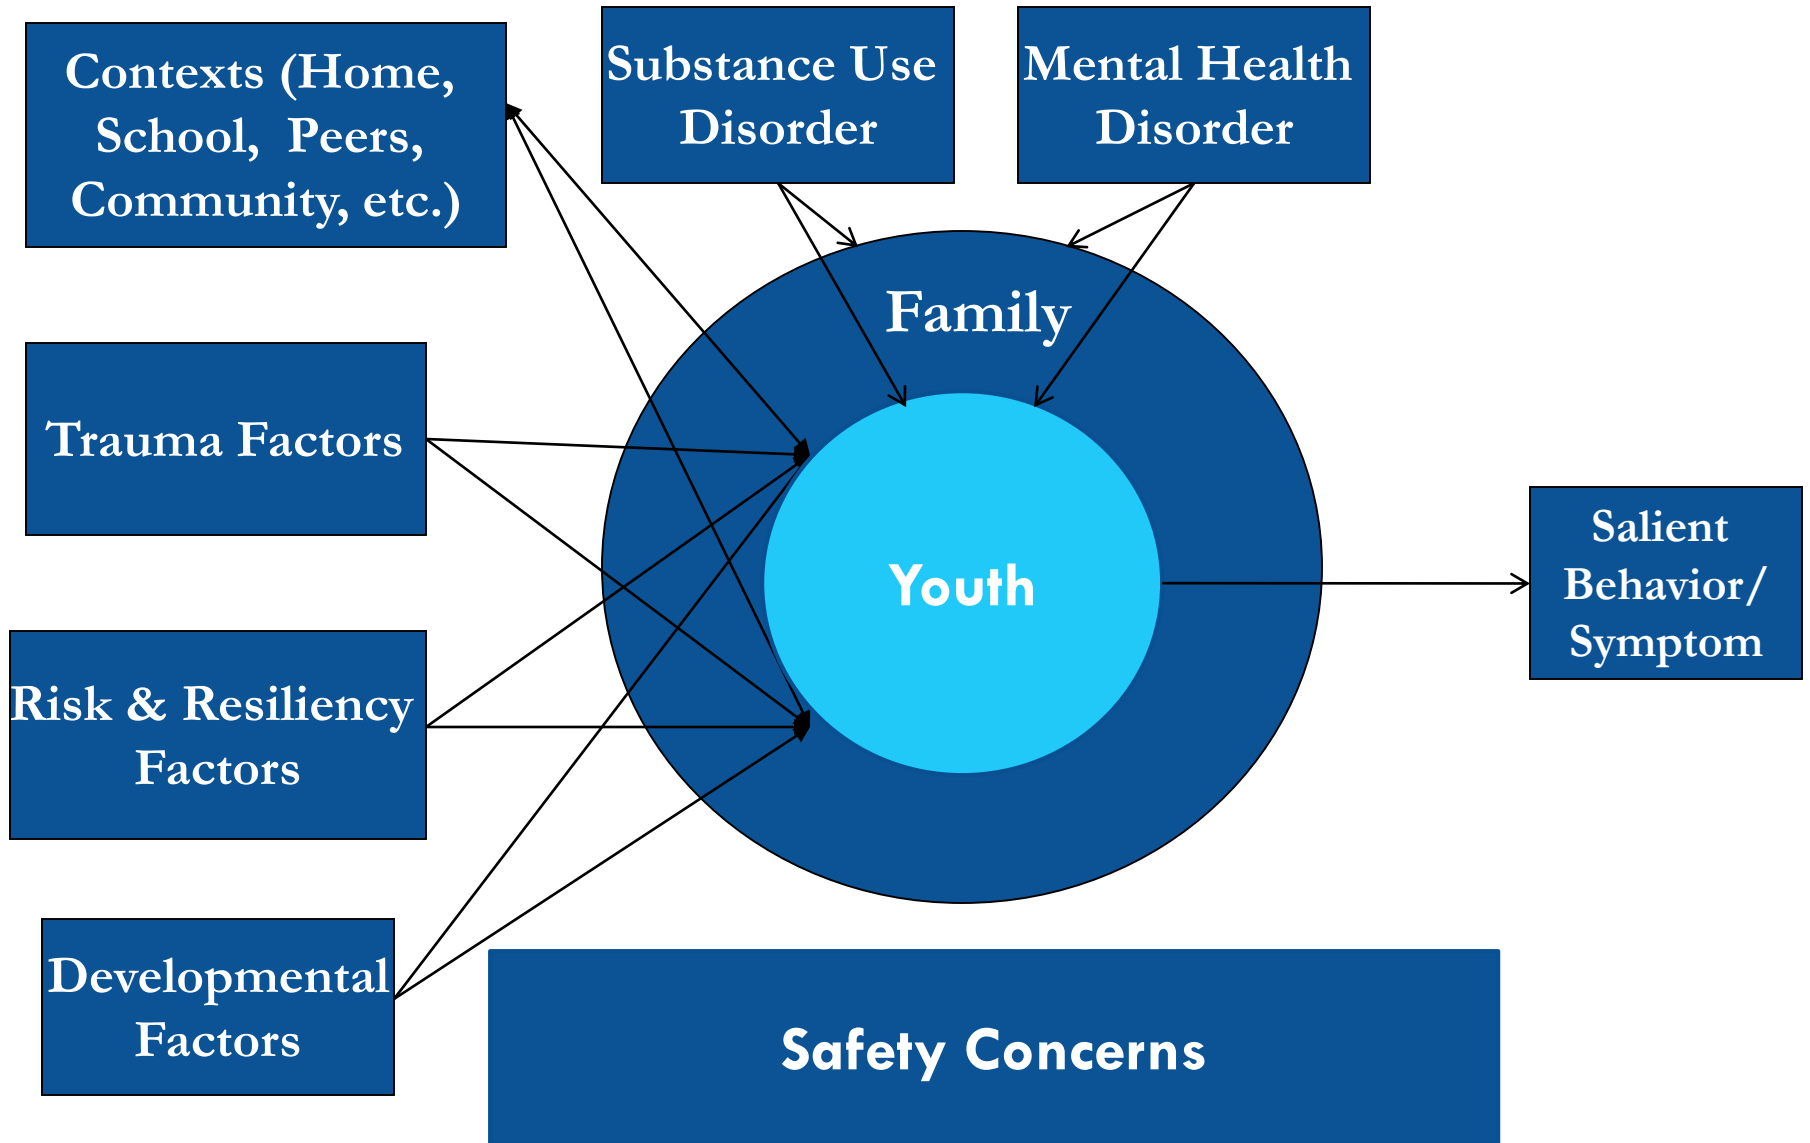 Contexts (Home,
School, Peers,
Community, etc.)
Substance Use
Disorder
Mental Health
Disorder
Family
Trauma Factors
Youth
Salient
Behavior/
Symptom
Risk & Resiliency
Factors
Developmental
Factors
Safety Concerns